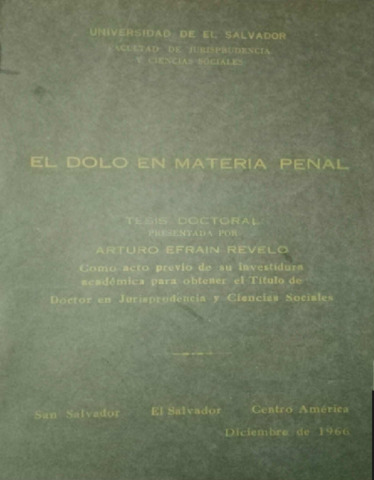 UNIVERSIDAD DE EL SALVADOR
FACULTAD DE JURISPRUDENCIA
Y CIENCIAS SOCIALES
EL DOLO EN MATERIA PENAL
TESIS DOCTORAL
PRESENTADA POR
ARTURO EFRAIN REVELO
Como acto previo de su investidura
académica para obtener el Título de
Doctor en Jurisprudencia y Ciencias Sociales
San Salvador El Salvador Centro América
Diciembre de 1966